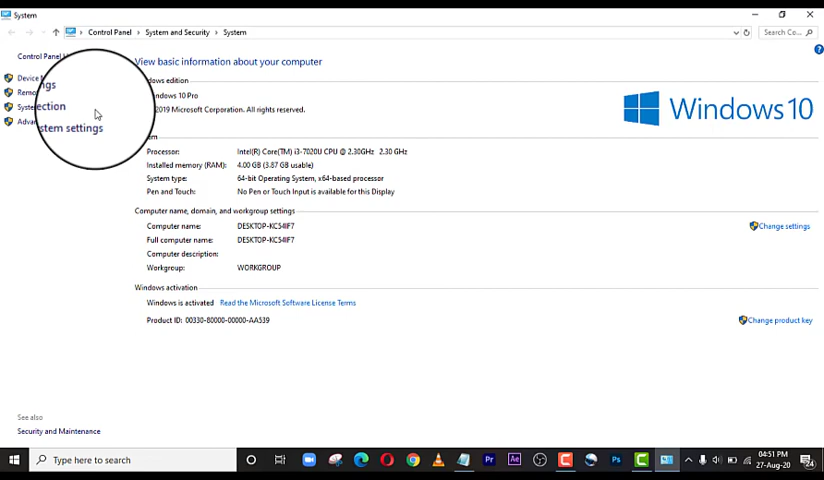 System
Control Panel
System and Security
System
Search Co...
Control Panel
View basic information about your computer
Windows edition
Windows 10 Pro
2019 Microsoft Corporation. All rights reserved.
Windows 10
Device
Remo
Syste
Advan
ngs
ection
stem settings
Processor:
Intel(R) Core(TM) i3-7020U CPU @ 2.30GHz 2.30 GHz
Installed memory (RAM):
4.00 GB (3.87 GB usable)
System type:
64-bit Operating System, x64-based processor
Pen and Touch:
No Pen or Touch Input is available for this Display
Computer name, domain, and workgroup settings
Computer name:
DESKTOP-KC54IF7
Change settings
Full computer name:
DESKTOP-KC54IF7
Computer description:
Workgroup:
WORKGROUP
Windows activation
Windows is activated Read the Microsoft Software License Terms
Product ID: 00330-80000-00000-AA539
Change product key
See also
Security and Maintenance
Type here to search
Pr
Ae
Ps
04:51 PM
27-Aug-20
24